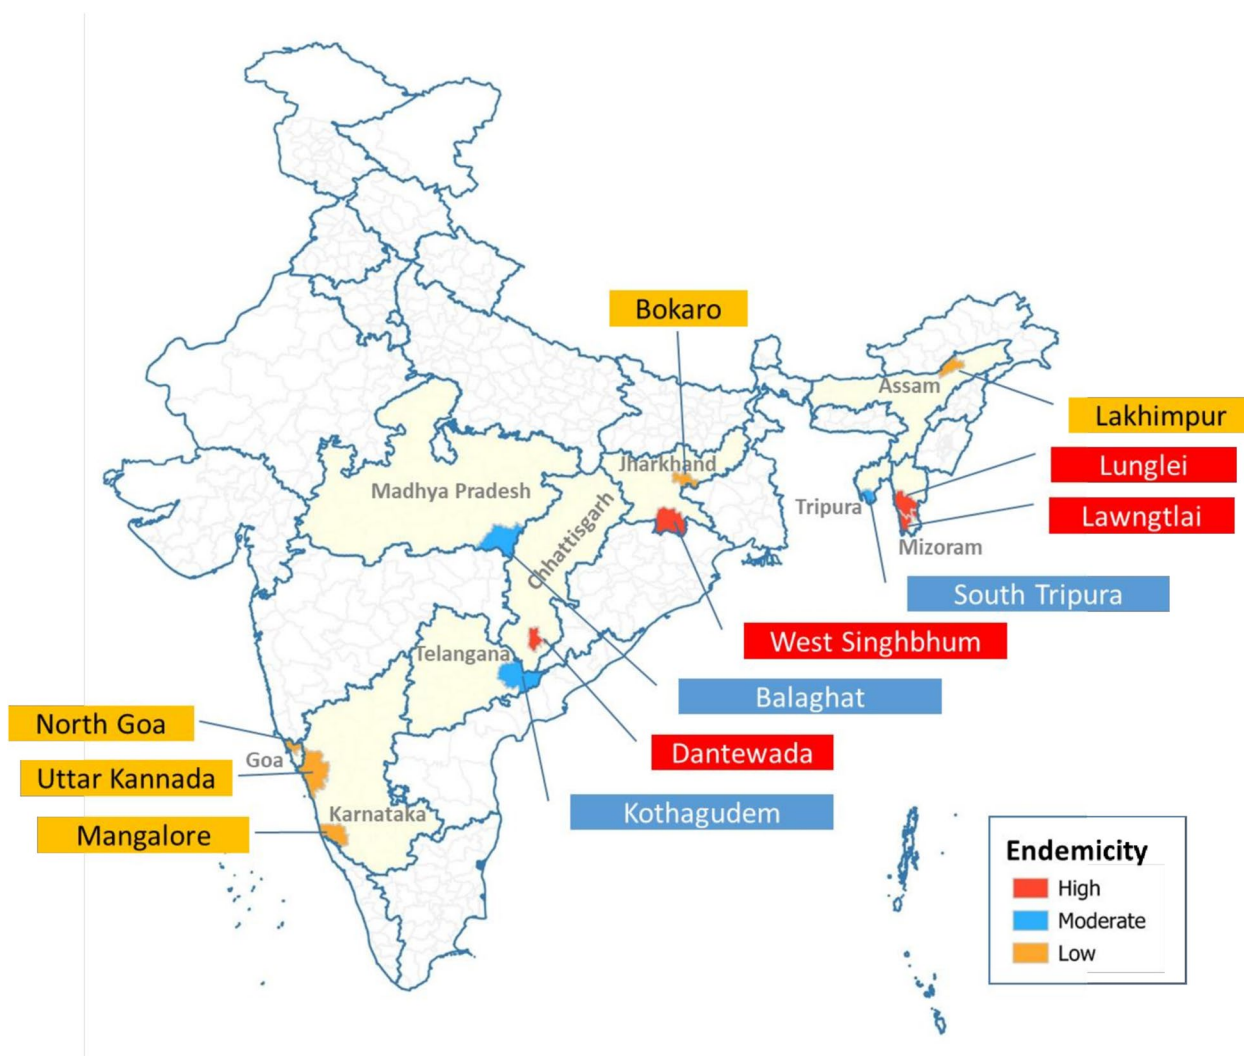 Bokaro
Assam
Lakhimpur
Jharkhand
Lunglei
Madhya Pradesh
Tripura
Lawngtlai
Chhattisgarh
Mizoram
South Tripura
West Singhbhum
Telangana
Balaghat
North Goa
Dantewada
Goa
Uttar Kannada
Kothagudem
Karnataka
Mangalore
Endemicity
High
Moderate
Low